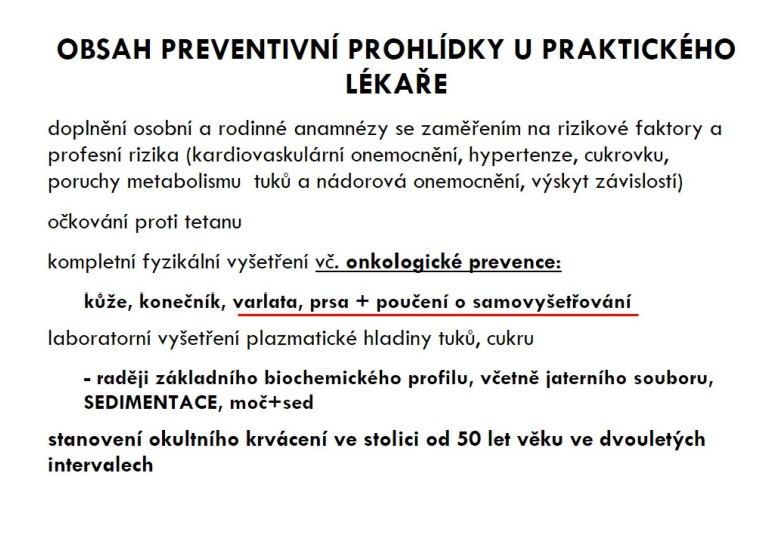 OBSAH PREVENTIVNÍ PROHLÍDKY U PRAKTICKÉHO
LÉKAŘE
doplnění osobní a rodinné anamnézy se zaměřením na rizikové faktory a
profesní rizika (kardiovaskulární onemocnění, hypertenze, cukrovku,
poruchy metabolismu tuků a nádorová onemocnění, výskyt závislostí)
očkování proti tetanu
kompletní fyzikální vyšetření vč. onkologické prevence:
kůže, konečník, varlata, prsa + poučení o samovyšetřování
laboratorní vyšetření plazmatické hladiny tuků, cukru
- raději základního biochemického profilu, včetně jaterního souboru,
SEDIMENTACE, moč+sed
stanovení okultního krvácení ve stolici od 50 let věku ve dvouletých
intervalech